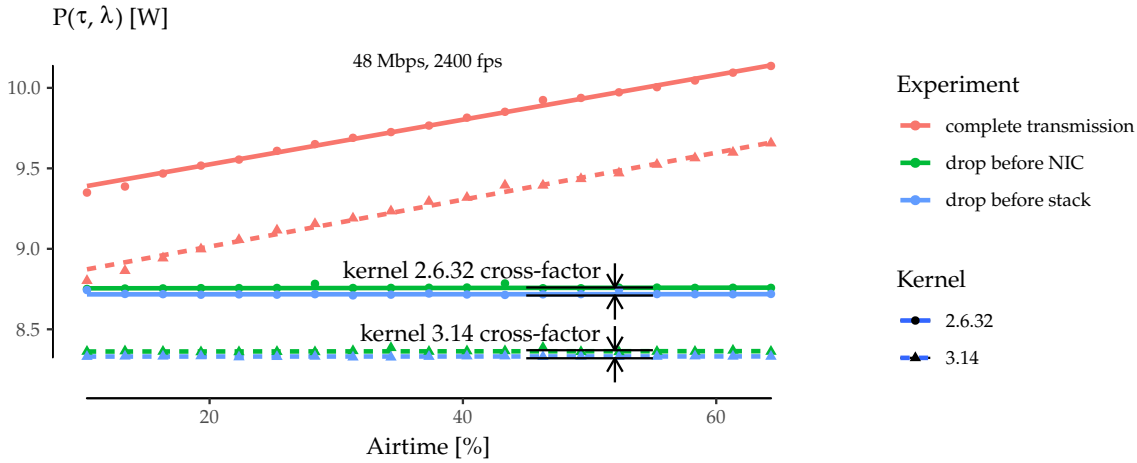 P(τ, λ) [W]
48 Mbps, 2400 fps
10.0
9.5
9.0
8.5
kernel 2.6.32 cross-factor
kernel 3.14 cross-factor
20
40
60
Airtime [%]
Experiment
complete transmission
drop before NIC
drop before stack
Kernel
2.6.32
3.14